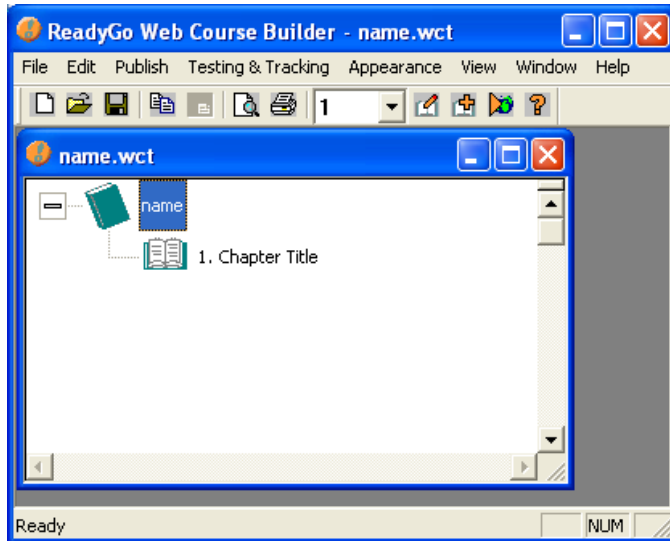 ReadyGo Web Course Builder - name.wct
File Edit Publish Testing & Tracking Appearance View Window Help
1
name.wct
name
1. Chapter Title
Ready NUM